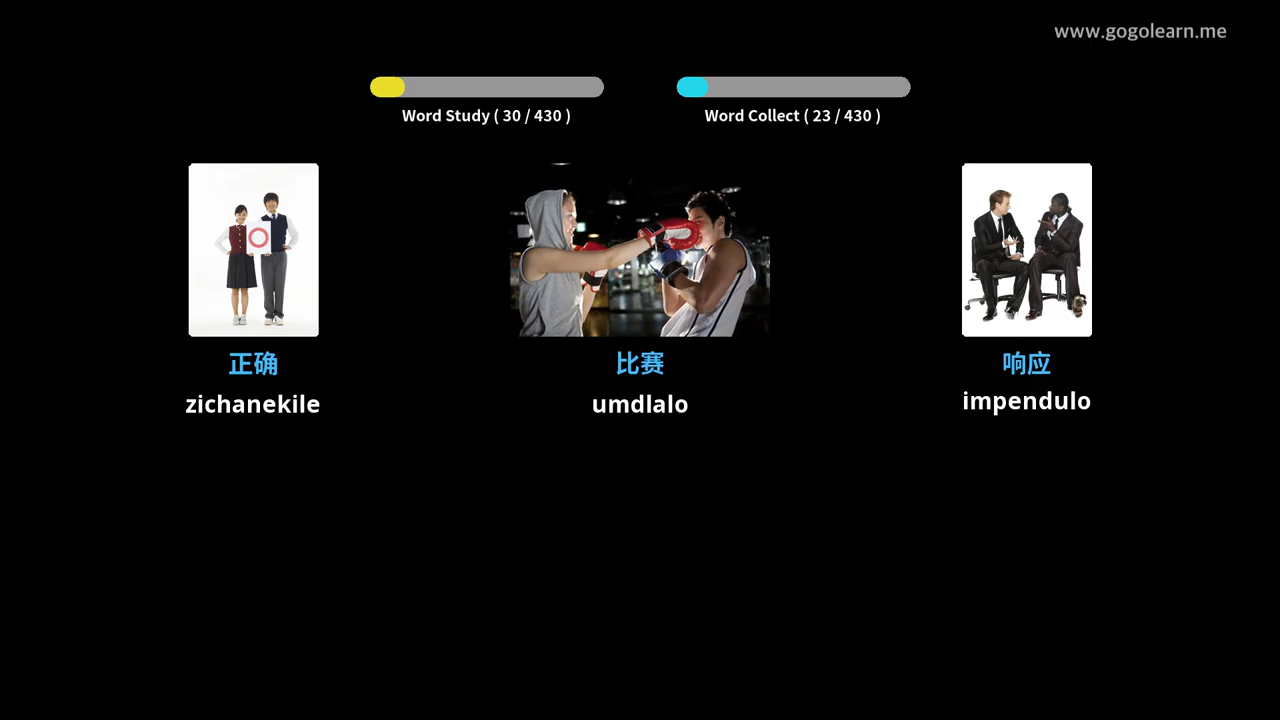 www.gogolearn.me
Word Study ( 30 / 430 )
Word Collect ( 23 / 430 )
正确
比赛
响应
zichanekile
umdlalo
impendulo